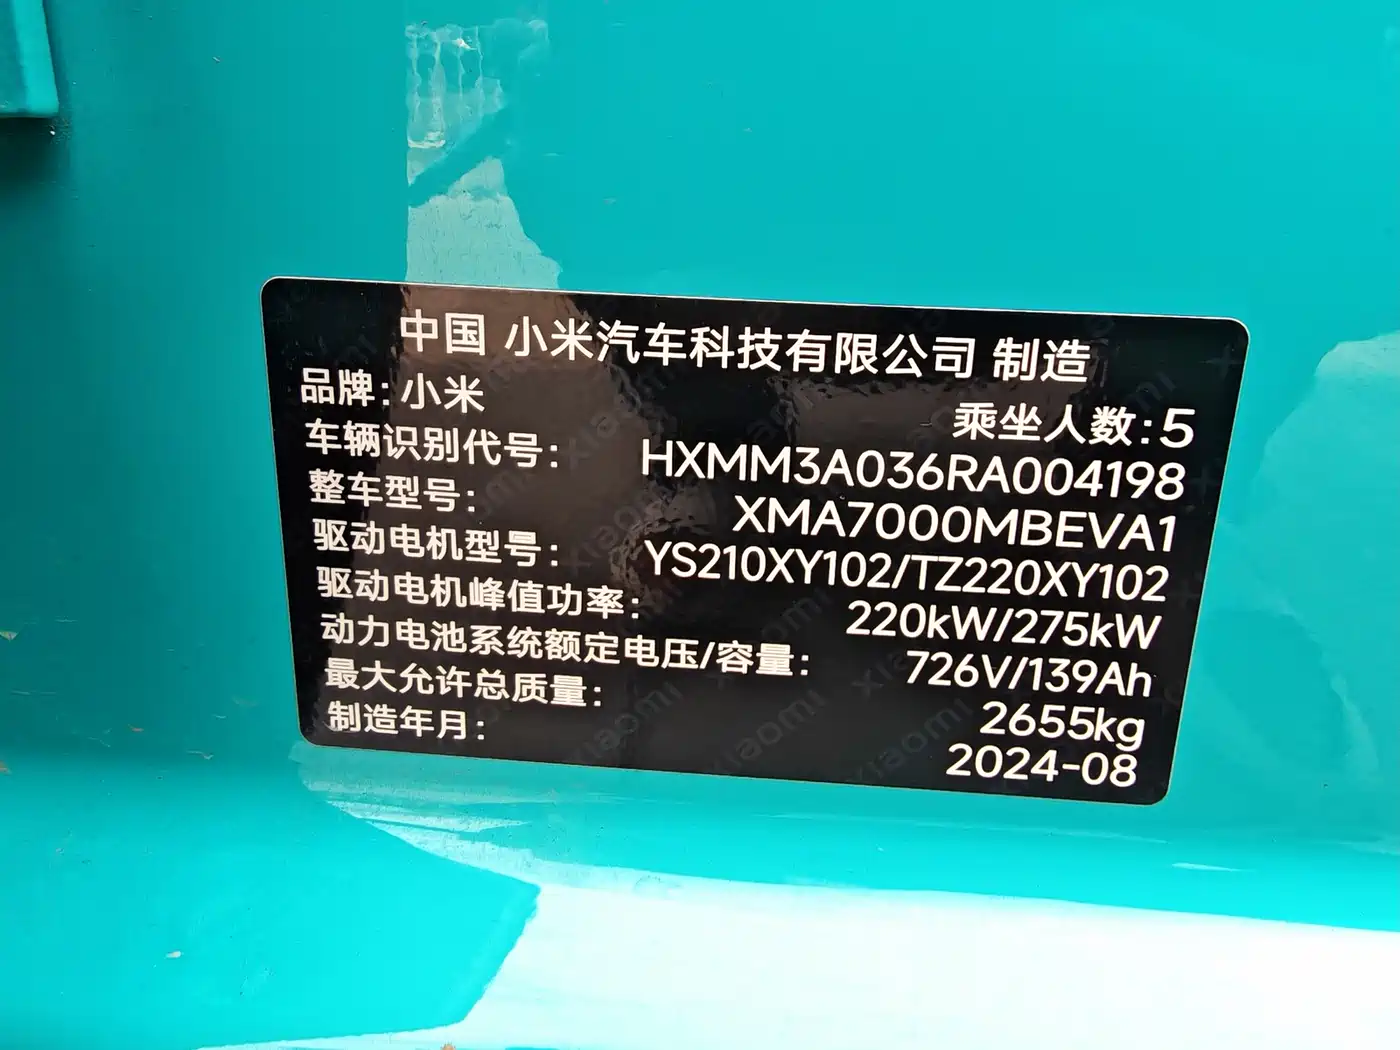 中国 小米汽车科技有限公司 制造
品牌: 小米 乘坐人数: 5
车辆识别代号: HXMM3A036RA004198
整车型号: XMA7000MBEVA1
驱动电机型号: YS210XY102/TZ220XY102
驱动电机峰值功率: 220kW/275kW
动力电池系统额定电压/容量: 726V/139Ah
最大允许总质量: 2655kg
制造年月: 2024-08